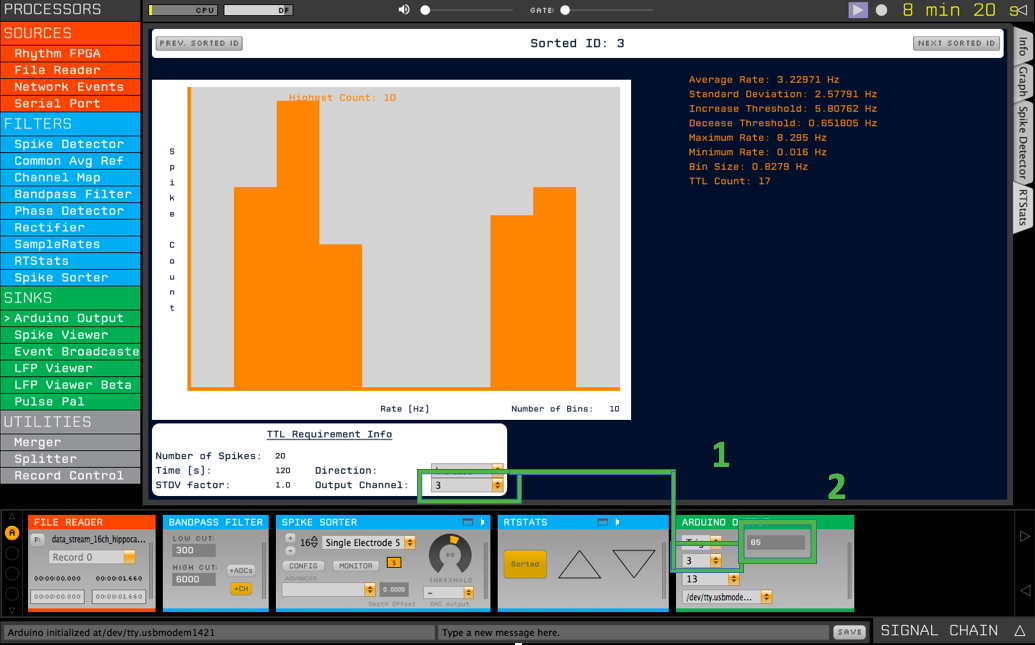 PROCESSORS
CPU
DF
GATE:
8 min 20 s
SOURCES
Rhythm FPGA
File Reader
Network Events
Serial Port
FILTERS
Spike Detector
Common Avg Ref
Channel Map
Bandpass Filter
Phase Detector
Rectifier
SampleRates
RTStats
Spike Sorter
SINKS
> Arduino Output
Spike Viewer
Event Broadcaste
LFP Viewer
LFP Viewer Beta
Pulse Pal
UTILITIES
Merger
Splitter
Record Control
PREV. SORTED ID
Sorted ID: 3
NEXT SORTED ID
Info
Graph
Spike Detector
RTStats
Highest Count: 10
Spike Count
Rate [Hz]
Number of Bins: 10
Average Rate: 3.22971 Hz
Standard Deviation: 2.57791 Hz
Increase Threshold: 5.80762 Hz
Decease Threshold: 0.651805 Hz
Maximum Rate: 8.295 Hz
Minimum Rate: 0.016 Hz
Bin Size: 0.8279 Hz
TTL Count: 17
TTL Requirement Info
Number of Spikes: 20
Time [s]: 120 Direction:
STDV factor: 1.0 Output Channel: 3
1
2
FILE READER
F:
data_stream_16ch_hippoca...
Record 0
00:00:00.000 00:00:01.660
00:00:00.000 00:00:01.660
BANDPASS FILTER
LOW CUT:
300
HIGH CUT:
6000
+ADCs
+CH
SPIKE SORTER
+
-
16
Single Electrode 5
CONFIG
MONITOR
5
ADVANCER:
0.0000
Depth Offset
THRESHOLD
-
DAC output
RTSTATS
Sorted
ARDUINO
Trig
3
13
/dev/tty.usbmode...
85
A
Arduino initialized at/dev/tty.usbmodem1421
Type a new message here.
SAVE
SIGNAL CHAIN